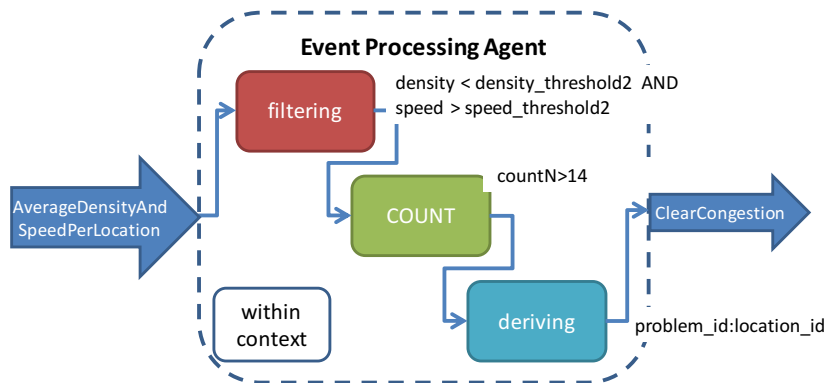 Event Processing Agent
density < density_threshold2 AND
speed > speed_threshold2
filtering
countN>14
AverageDensityAnd
SpeedPerLocation
COUNT
ClearCongestion
within
context
deriving
problem_id:location_id